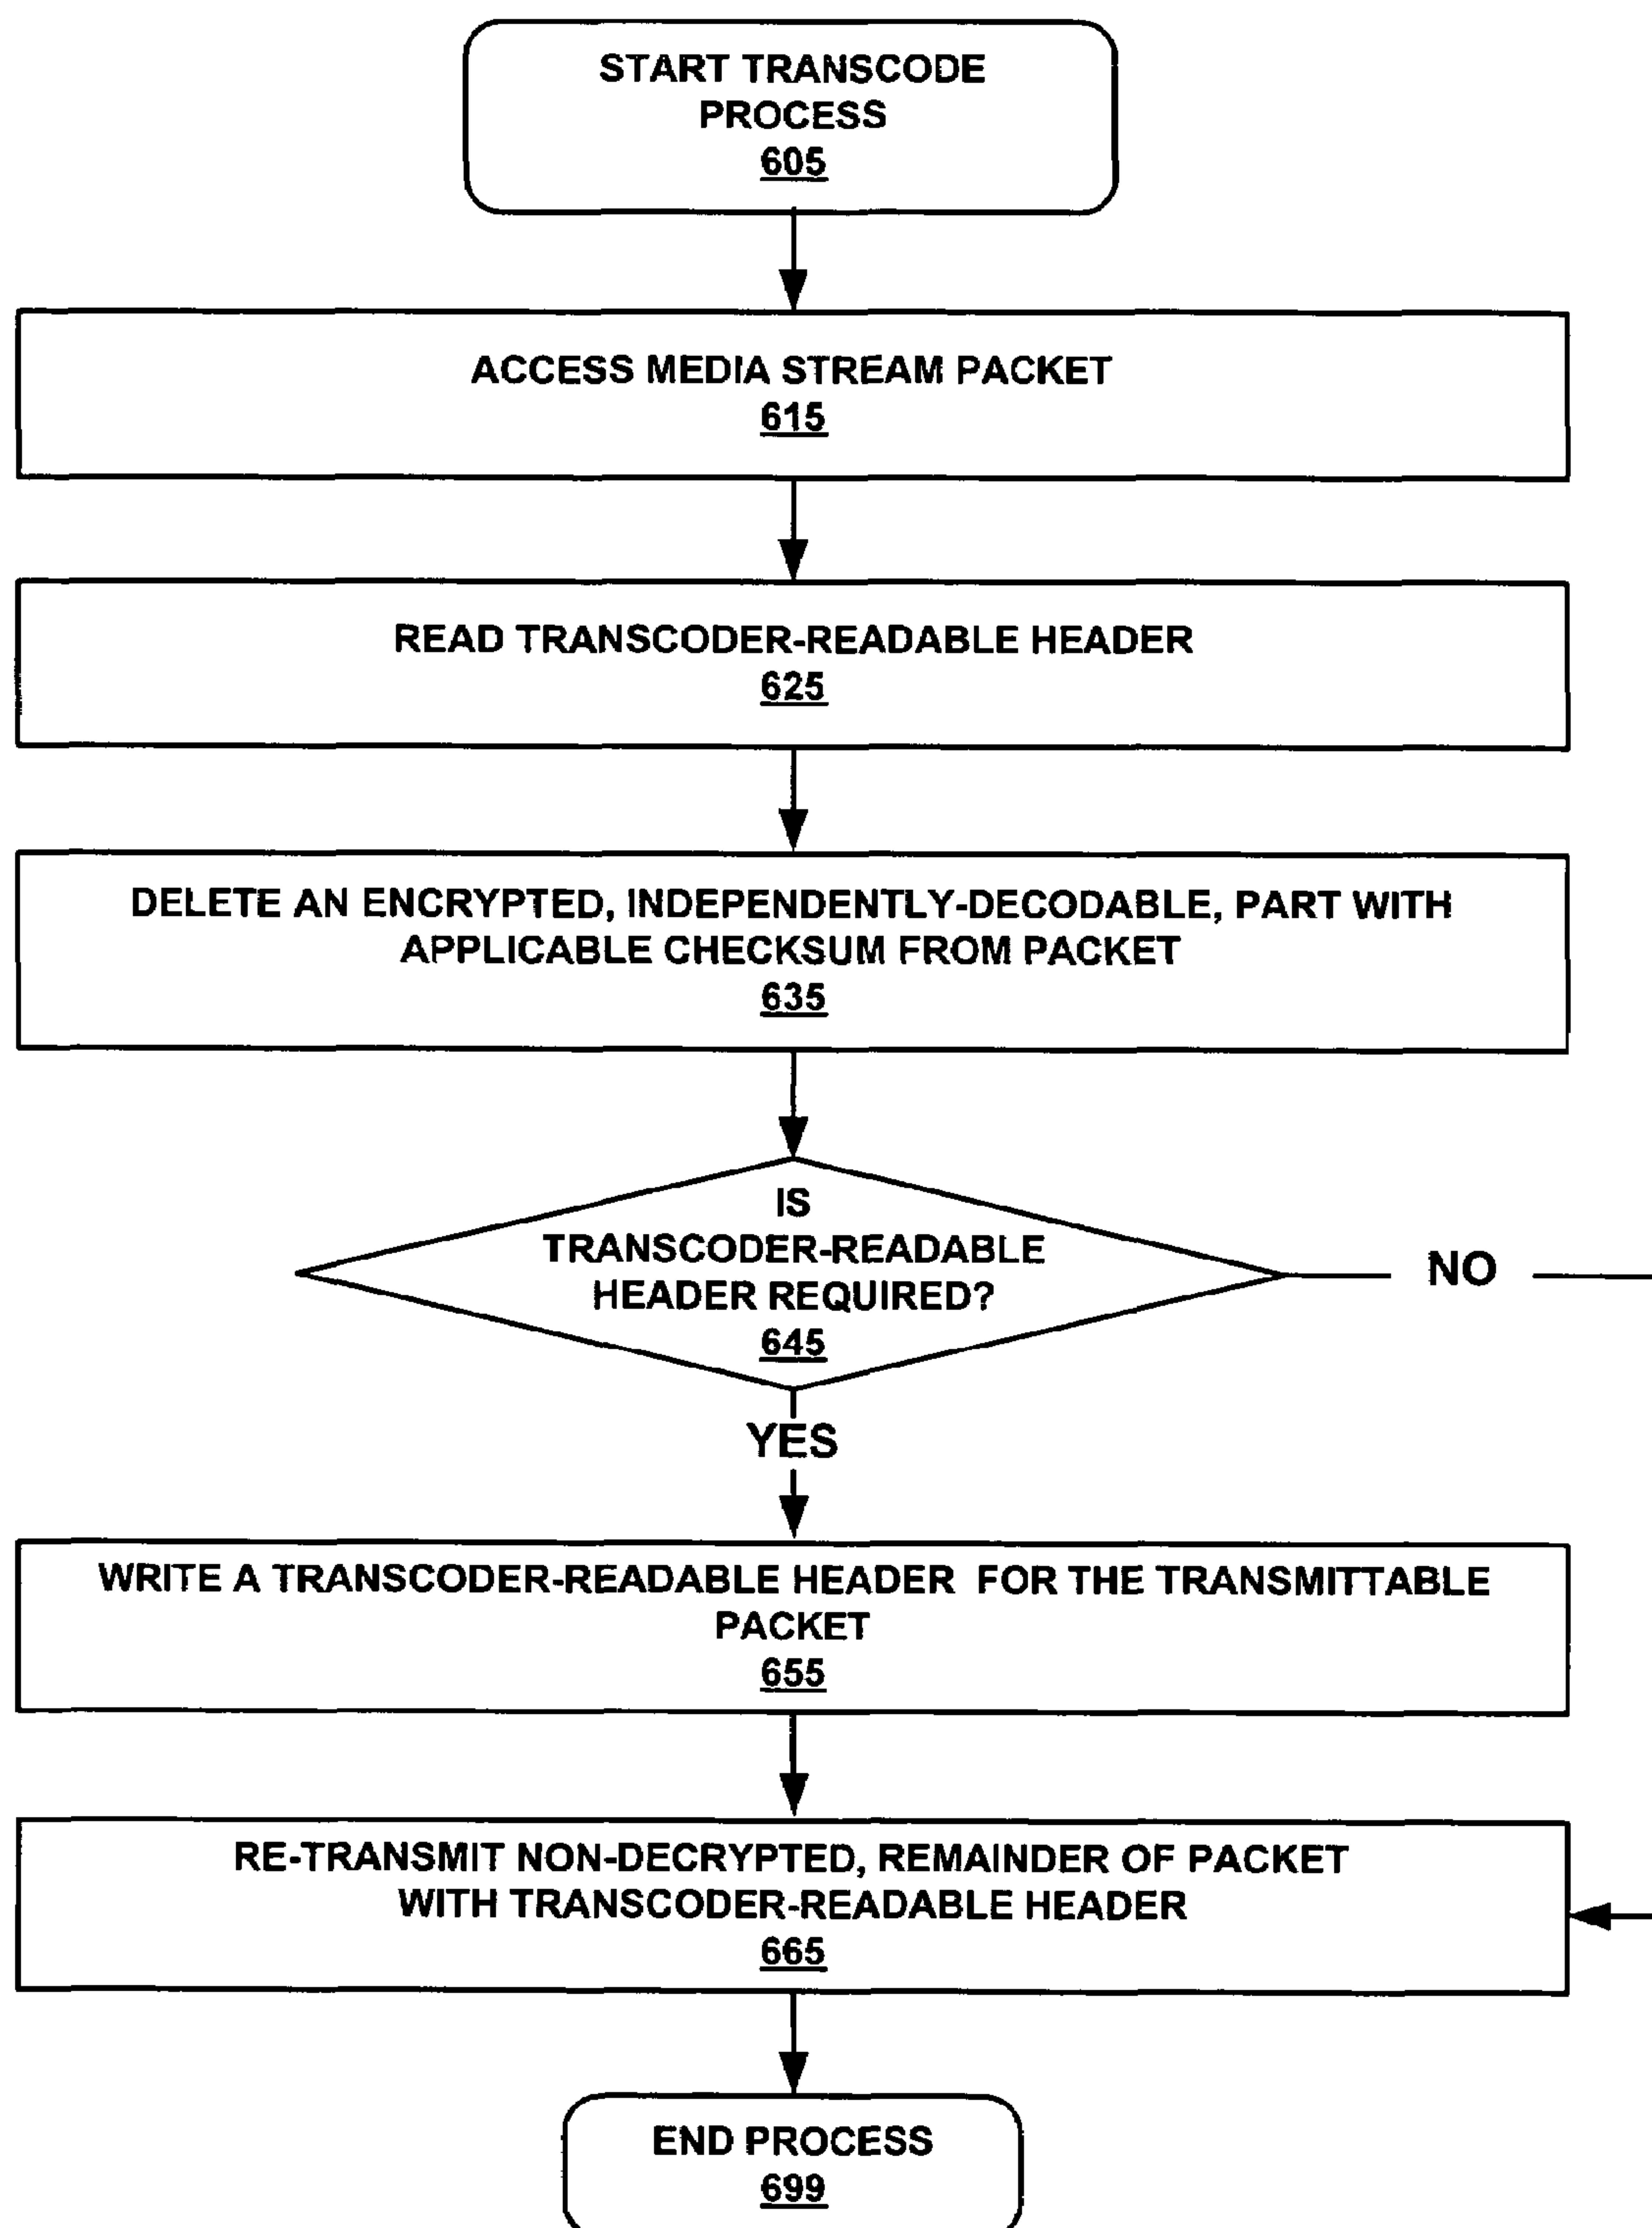 START TRANSCODE
PROCESS
605
ACCESS MEDIA STREAM PACKET
615
READ TRANSCODER-READABLE HEADER
625
DELETE AN ENCRYPTED, INDEPENDENTLY-DECODABLE, PART WITH
APPLICABLE CHECKSUM FROM PACKET
635
IS
TRANSCODER-READABLE
HEADER REQUIRED?
645
NO
YES
WRITE A TRANSCODER-READABLE HEADER FOR THE TRANSMITTABLE
PACKET
655
RE-TRANSMIT NON-DECRYPTED, REMAINDER OF PACKET
WITH TRANSCODER-READABLE HEADER
665
END PROCESS
699